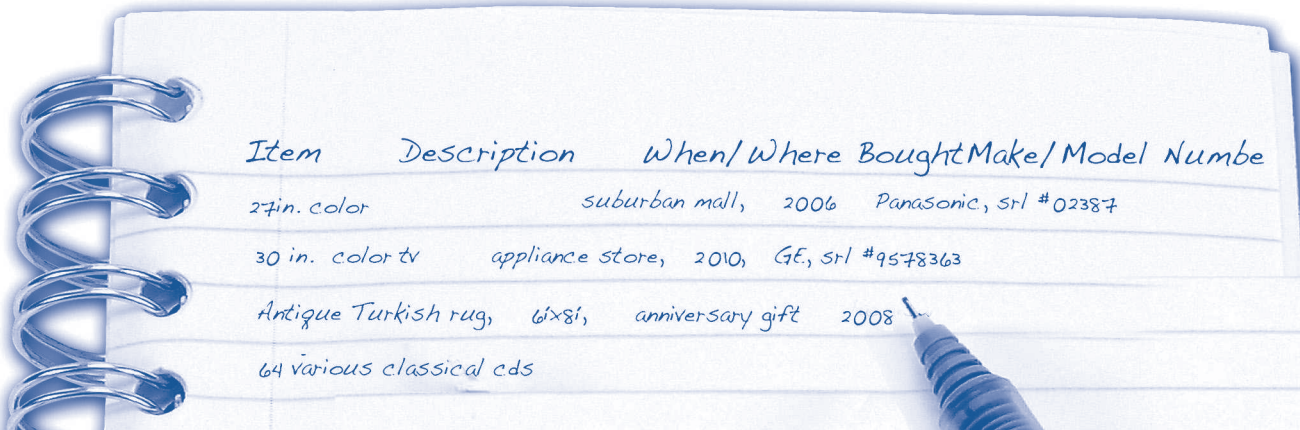 Item Description When/Where Bought Make/Model Numbe
27in. color suburban mall, 2006 Panasonic, srl #02387
30 in. color tv appliance store, 2010, GE, srl #9578363
Antique Turkish rug, 6'x8', anniversary gift 2008
64 various classical cds